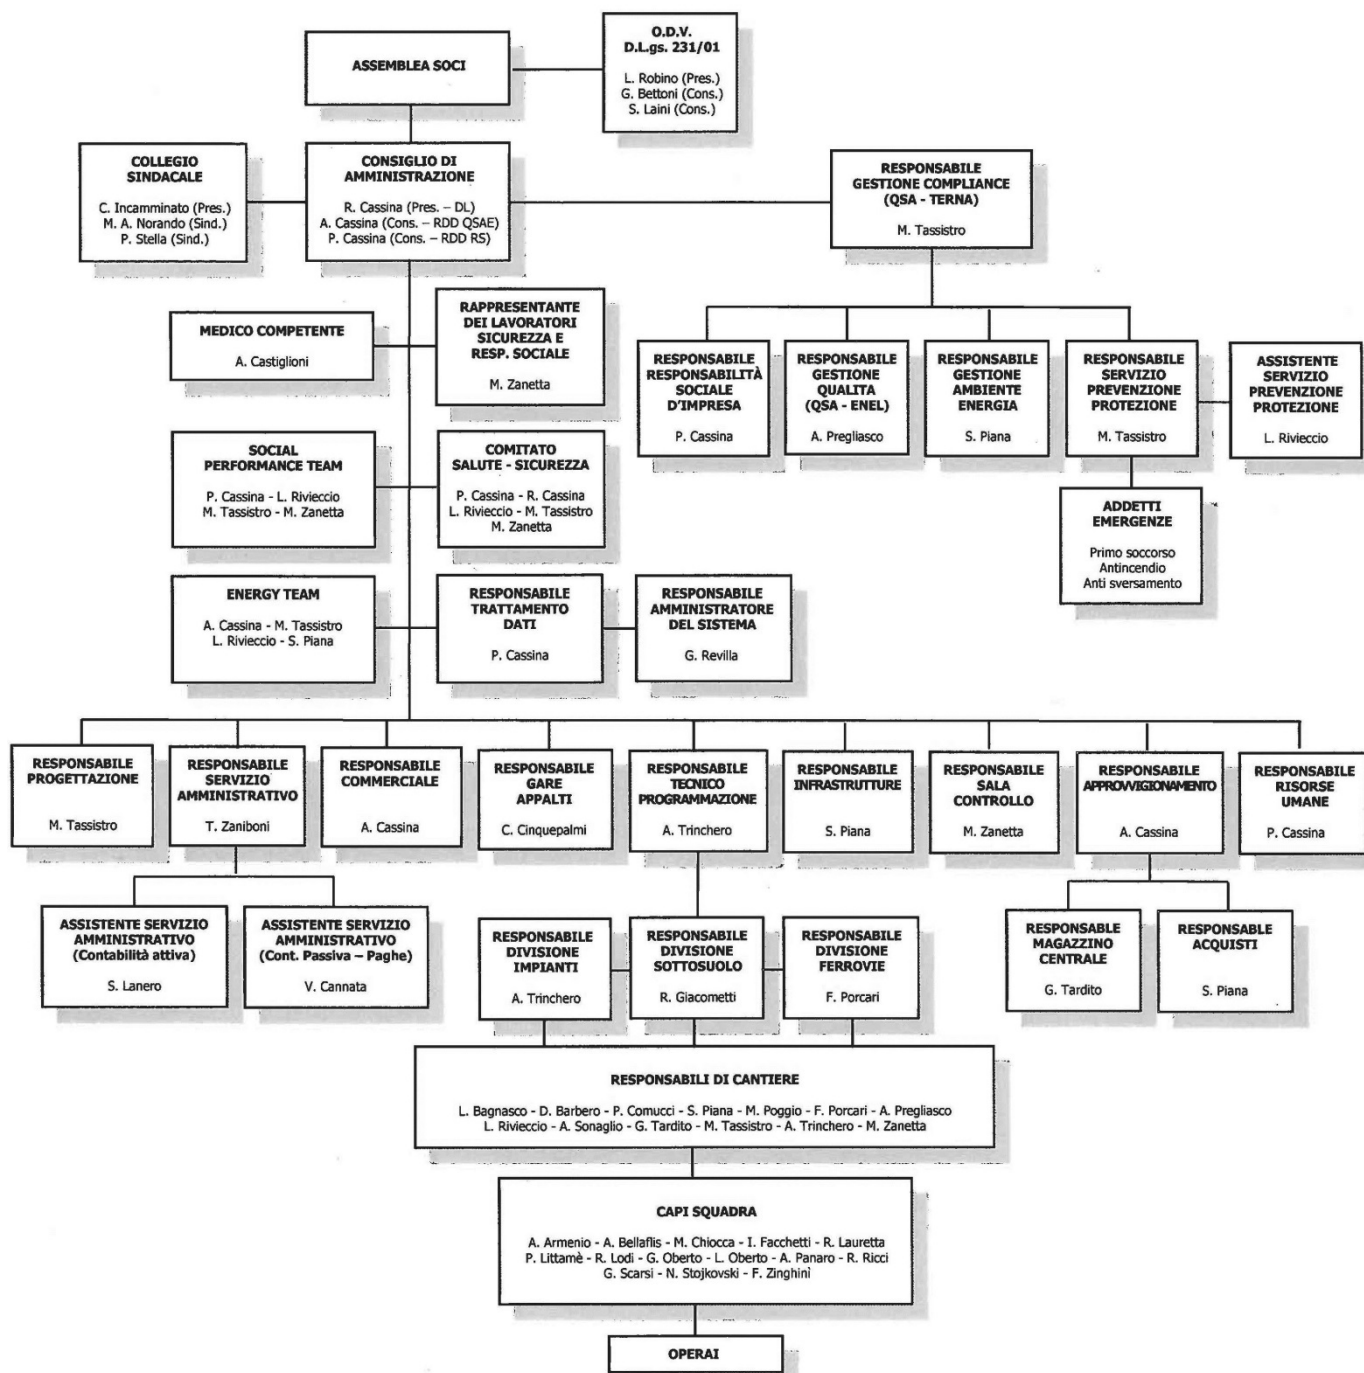 ASSEMBLEA SOCI
O.D.V.
D.L.gs. 231/01
L. Robino (Pres.)
G. Bettoni (Cons.)
S. Laini (Cons.)
COLLEGIO
SINDACALE
C. Incamminato (Pres.)
M. A. Norando (Sind.)
P. Stella (Sind.)
CONSIGLIO DI
AMMINISTRAZIONE
R. Cassina (Pres. – DL)
A. Cassina (Cons. – RDD QSAE)
P. Cassina (Cons. – RDD RS)
RESPONSABILE
GESTIONE COMPLIANCE
(QSA - TERNA)
M. Tassistro
MEDICO COMPETENTE
A. Castiglioni
RAPPRESENTANTE
DEI LAVORATORI
SICUREZZA E
RESP. SOCIALE
M. Zanetta
RESPONSABILE
RESPONSABILITÀ
SOCIALE
D'IMPRESA
P. Cassina
RESPONSABILE
GESTIONE
QUALITA
(QSA - ENEL)
A. Pregliasco
RESPONSABILE
GESTIONE
AMBIENTE
ENERGIA
S. Piana
RESPONSABILE
SERVIZIO
PREVENZIONE
PROTEZIONE
M. Tassistro
ASSISTENTE
SERVIZIO
PREVENZIONE
PROTEZIONE
L. Rivieccio
SOCIAL
PERFORMANCE TEAM
P. Cassina - L. Rivieccio
M. Tassistro - M. Zanetta
COMITATO
SALUTE - SICUREZZA
P. Cassina - R. Cassina
L. Rivieccio - M. Tassistro
M. Zanetta
ADDETTI
EMERGENZE
Primo soccorso
Antincendio
Anti sversamento
ENERGY TEAM
A. Cassina - M. Tassistro
L. Rivieccio - S. Piana
RESPONSABILE
TRATTAMENTO
DATI
P. Cassina
RESPONSABILE
AMMINISTRATORE
DEL SISTEMA
G. Revilla
RESPONSABILE
PROGETTAZIONE
M. Tassistro
RESPONSABILE
SERVIZIO
AMMINISTRATIVO
T. Zaniboni
RESPONSABILE
COMMERCIALE
A. Cassina
RESPONSABILE
GARE
APPALTI
C. Cinquepalmi
RESPONSABILE
TECNICO
PROGRAMMAZIONE
A. Trinchero
RESPONSABILE
INFRASTRUTTURE
S. Piana
RESPONSABILE
SALA
CONTROLLO
M. Zanetta
RESPONSABILE
APPROVVIGIONAMENTO
A. Cassina
RESPONSABILE
RISORSE
UMANE
P. Cassina
ASSISTENTE SERVIZIO
AMMINISTRATIVO
(Contabilità attiva)
S. Lanero
ASSISTENTE SERVIZIO
AMMINISTRATIVO
(Cont. Passiva – Paghe)
V. Cannata
RESPONSABILE
DIVISIONE
IMPIANTI
A. Trinchero
RESPONSABILE
DIVISIONE
SOTTOSUOLO
R. Giacometti
RESPONSABILE
DIVISIONE
FERROVIE
F. Porcari
RESPONSABLE
MAGAZZINO
CENTRALE
G. Tardito
RESPONSABLE
ACQUISTI
S. Piana
RESPONSABILI DI CANTIERE
L. Bagnasco - D. Barbero - P. Comucci - S. Piana - M. Poggio - F. Porcari - A. Pregliasco
L. Rivieccio - A. Sonaglio - G. Tardito - M. Tassistro - A. Trinchero - M. Zanetta
CAPI SQUADRA
A. Armenio - A. Bellaflis - M. Chiocca - I. Facchetti - R. Lauretta
P. Littamè - R. Lodi - G. Oberto - L. Oberto - A. Panaro - R. Ricci
G. Scarsi - N. Stojkovski - F. Zinghinì
OPERAI